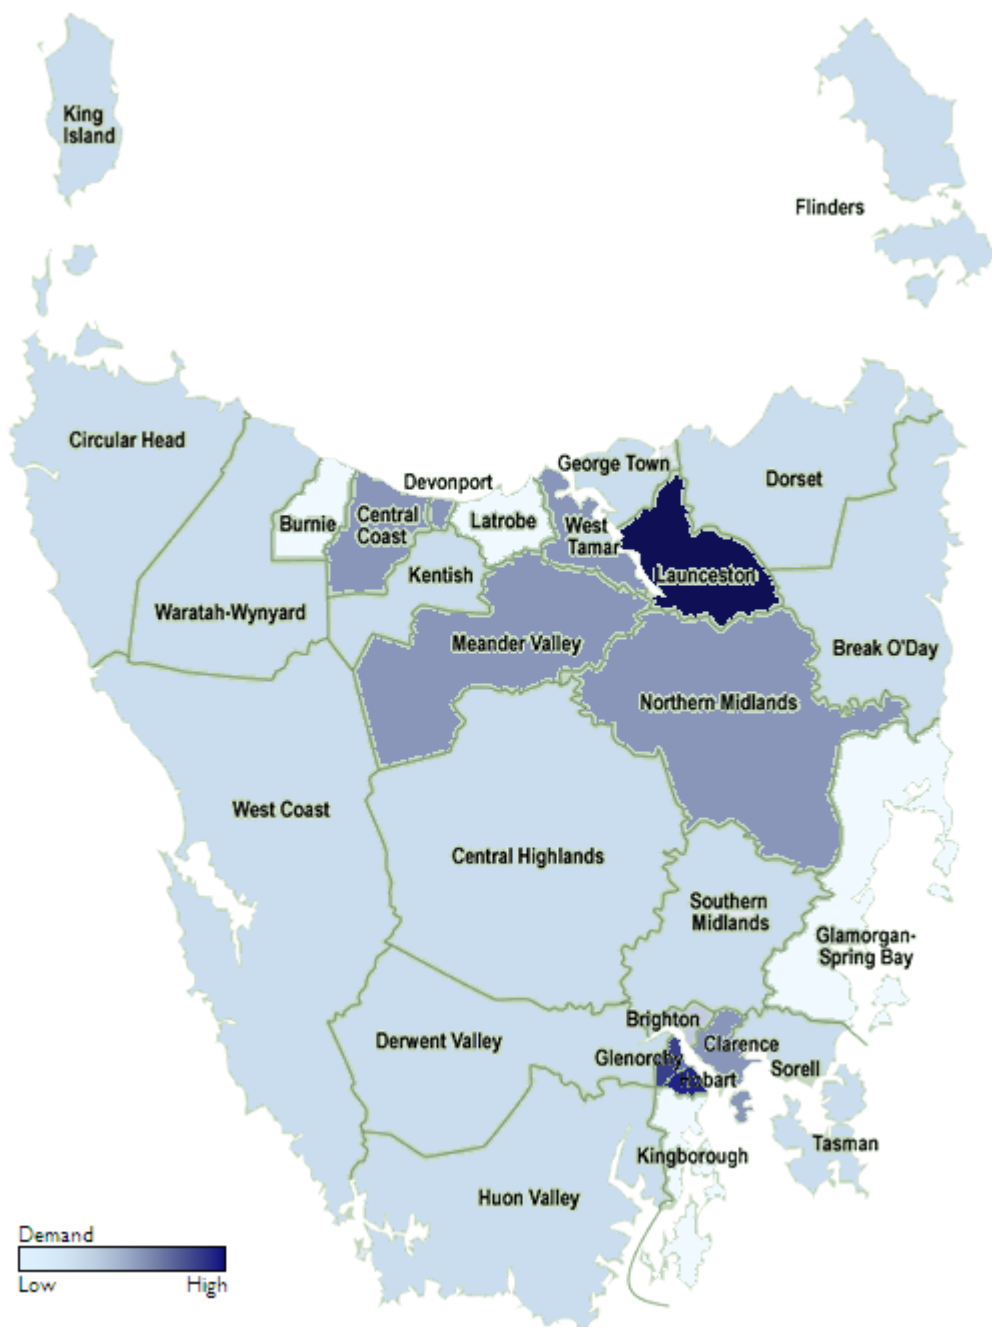 King
Island
Flinders
Circular Head
Devonport
George Town
Dorset
Burnie
Central
Coast
Latrobe
West
Tamar
Launceston
Kentish
Waratah-Wynyard
Meander Valley
Break O'Day
Northern Midlands
West Coast
Central Highlands
Southern
Midlands
Glamorgan-
Spring Bay
Brighton
Derwent Valley
Clarence
Glenorchy
Sorell
Hobart
Tasman
Kingborough
Huon Valley
Demand
Low High